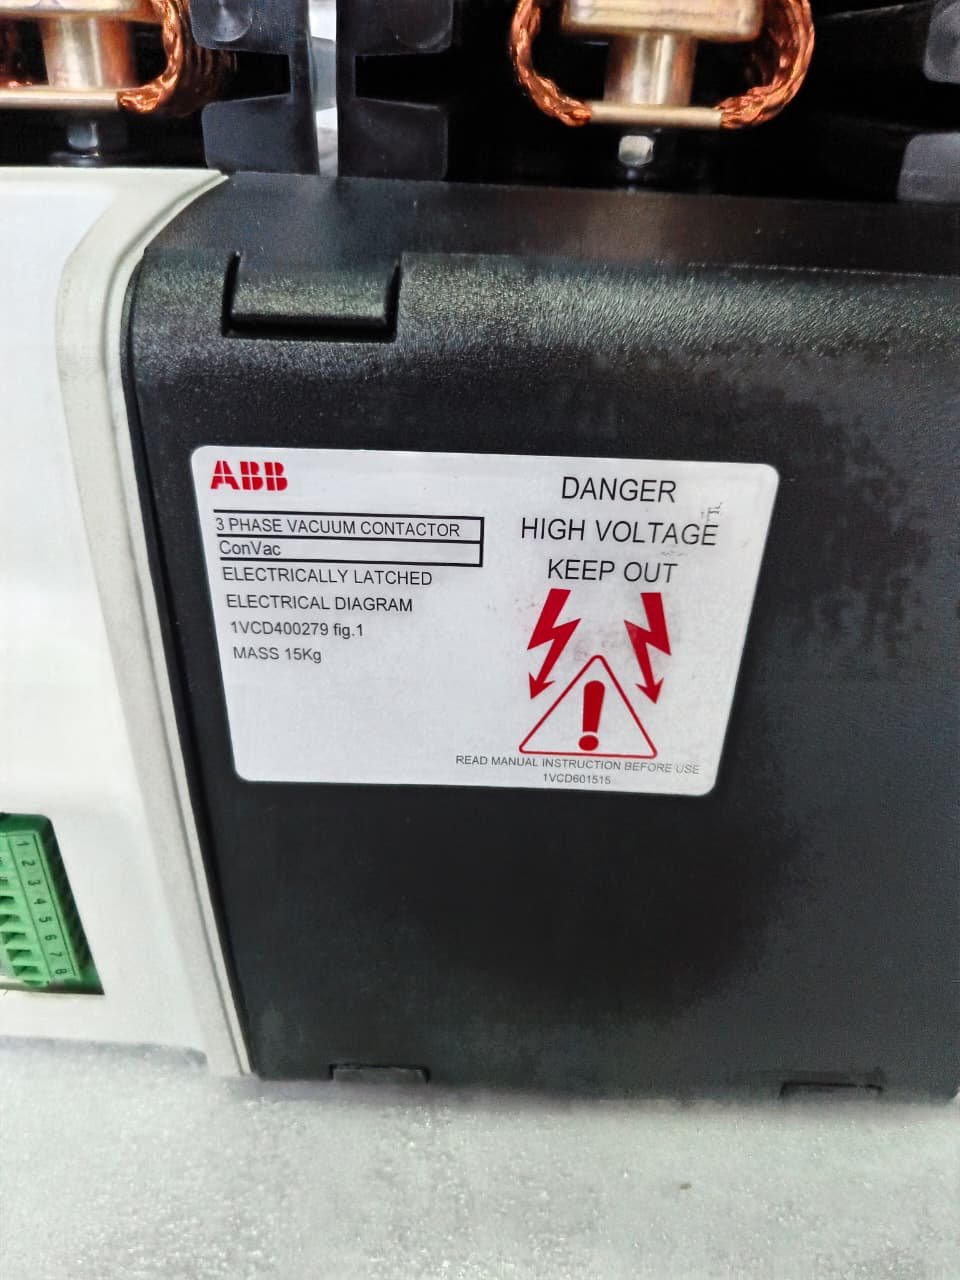 ABB
3 PHASE VACUUM CONTACTOR
ConVac
ELECTRICALLY LATCHED
ELECTRICAL DIAGRAM
1VCD400279 fig.1
MASS 15Kg
DANGER
HIGH VOLTAGE
KEEP OUT
!
READ MANUAL INSTRUCTION BEFORE USE
1VCD601515
1
2
3
4
5
6
7
8